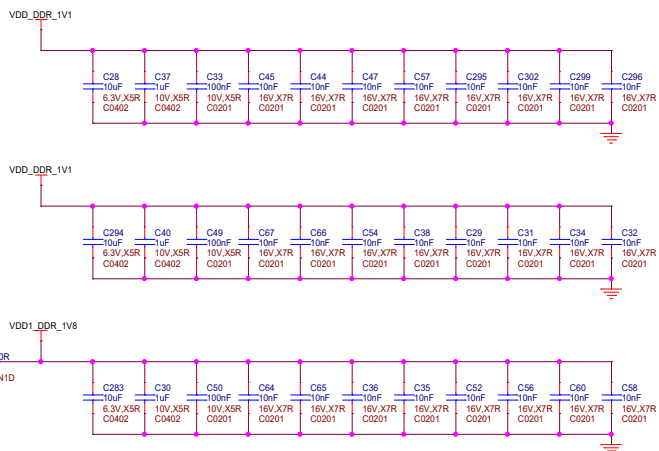 VDD_DDR_1V1
C28 C37 C33 C45 C44 C47 C57 C295 C302 C299 C296
10uF 1uF 100nF 10nF 10nF 10nF 10nF 10nF 10nF 10nF 10nF
6.3V,X5R 10V,X5R 10V,X5R 16V,X7R 16V,X7R 16V,X7R 16V,X7R 16V,X7R 16V,X7R 16V,X7R 16V,X7R
C0402 C0402 C0201 C0201 C0201 C0201 C0201 C0201 C0201 C0201 C0201
VDD_DDR_1V1
C294 C40 C49 C67 C66 C54 C38 C29 C31 C34 C32
10uF 1uF 100nF 10nF 10nF 10nF 10nF 10nF 10nF 10nF 10nF
6.3V,X5R 10V,X5R 10V,X5R 16V,X7R 16V,X7R 16V,X7R 16V,X7R 16V,X7R 16V,X7R 16V,X7R 16V,X7R
C0402 C0402 C0201 C0201 C0201 C0201 C0201 C0201 C0201 C0201 C0201
VDD1_DDR_1V8
0R
N1D
C283 C30 C50 C64 C65 C36 C35 C52 C56 C60 C58
10uF 1uF 100nF 10nF 10nF 10nF 10nF 10nF 10nF 10nF 10nF
6.3V,X5R 10V,X5R 10V,X5R 16V,X7R 16V,X7R 16V,X7R 16V,X7R 16V,X7R 16V,X7R 16V,X7R 16V,X7R
C0402 C0402 C0201 C0201 C0201 C0201 C0201 C0201 C0201 C0201 C0201